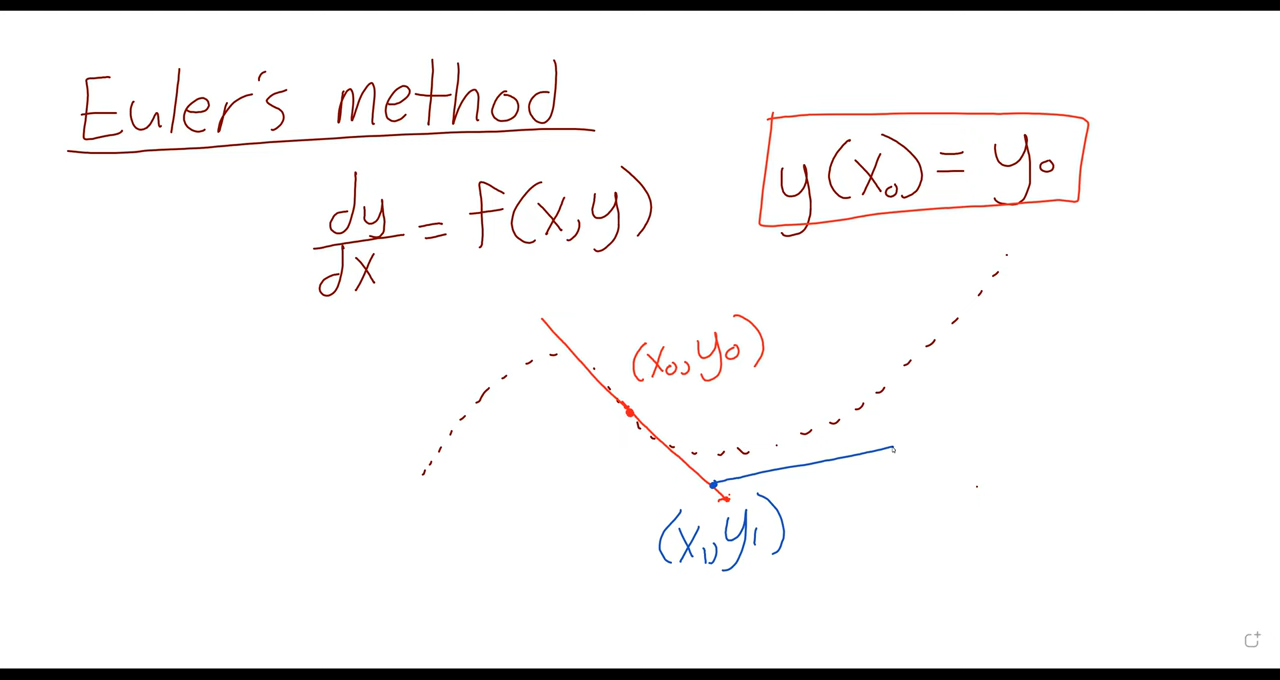 Euler's method
y(x₀) = y₀
dy/dx = f(x,y)
(x₀, y₀)
(x₁, y₁)